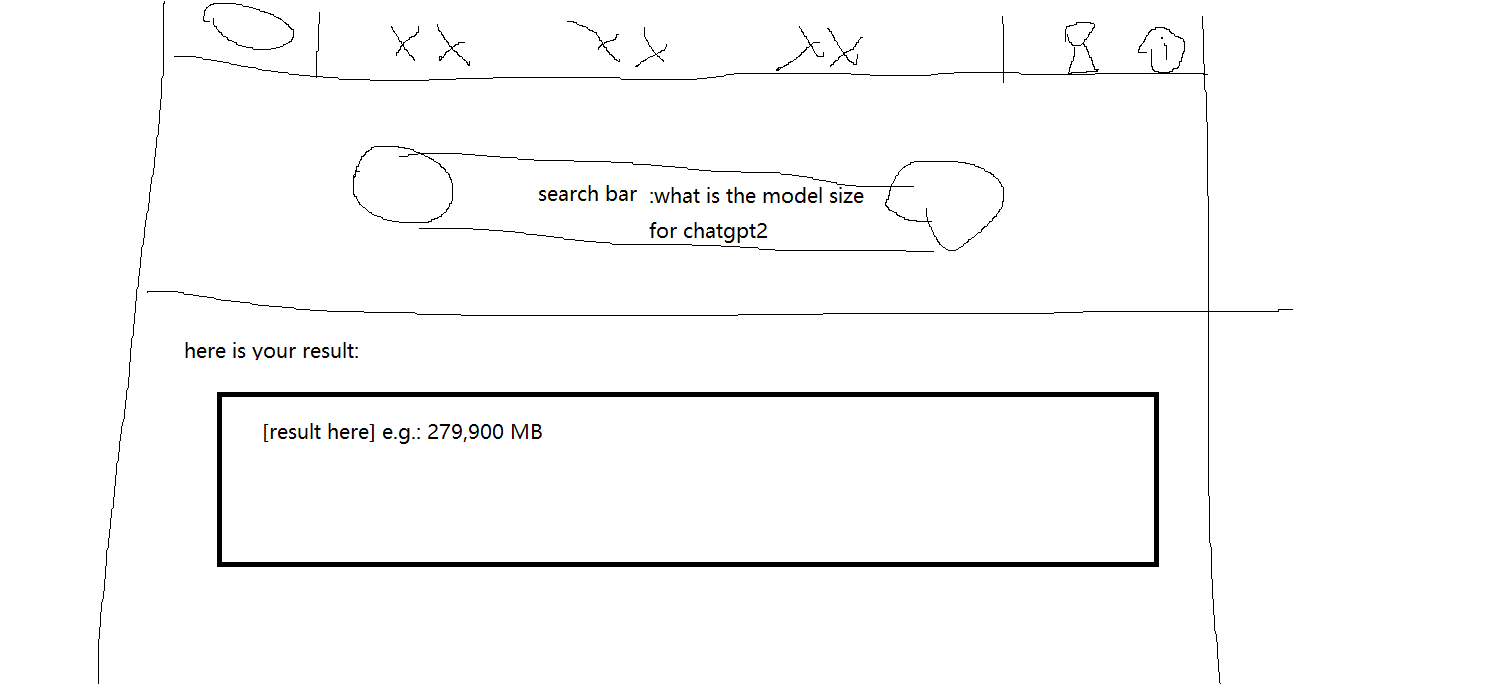 XX XX XX
i
search bar :what is the model size
for chatgpt2
here is your result:
[result here] e.g.: 279,900 MB